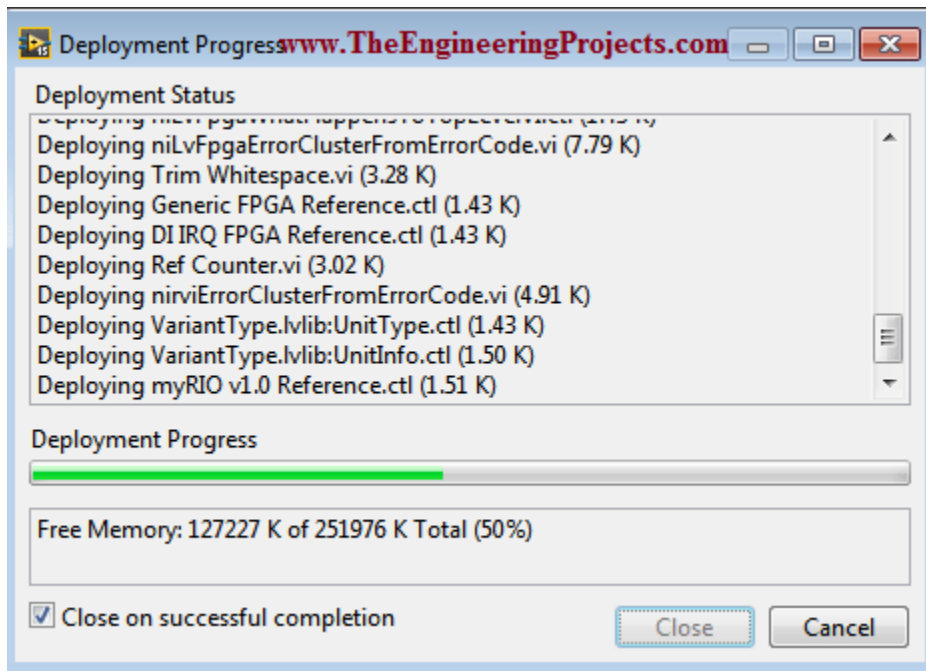 15
Deployment Progress www.TheEngineeringProjects.com
Deployment Status
Deploying
Deploying niLvFpgaErrorClusterFromErrorCode.vi (7.79 K)
Deploying Trim Whitespace.vi (3.28 K)
Deploying Generic FPGA Reference.ctl (1.43 K)
Deploying DI IRQ FPGA Reference.ctl (1.43 K)
Deploying Ref Counter.vi (3.02 K)
Deploying nirviErrorClusterFromErrorCode.vi (4.91 K)
Deploying VariantType.lvlib:UnitType.ctl (1.43 K)
Deploying VariantType.lvlib:UnitInfo.ctl (1.50 K)
Deploying myRIO v1.0 Reference.ctl (1.51 K)
Deployment Progress
Free Memory: 127227 K of 251976 K Total (50%)
Close on successful completion
Close
Cancel